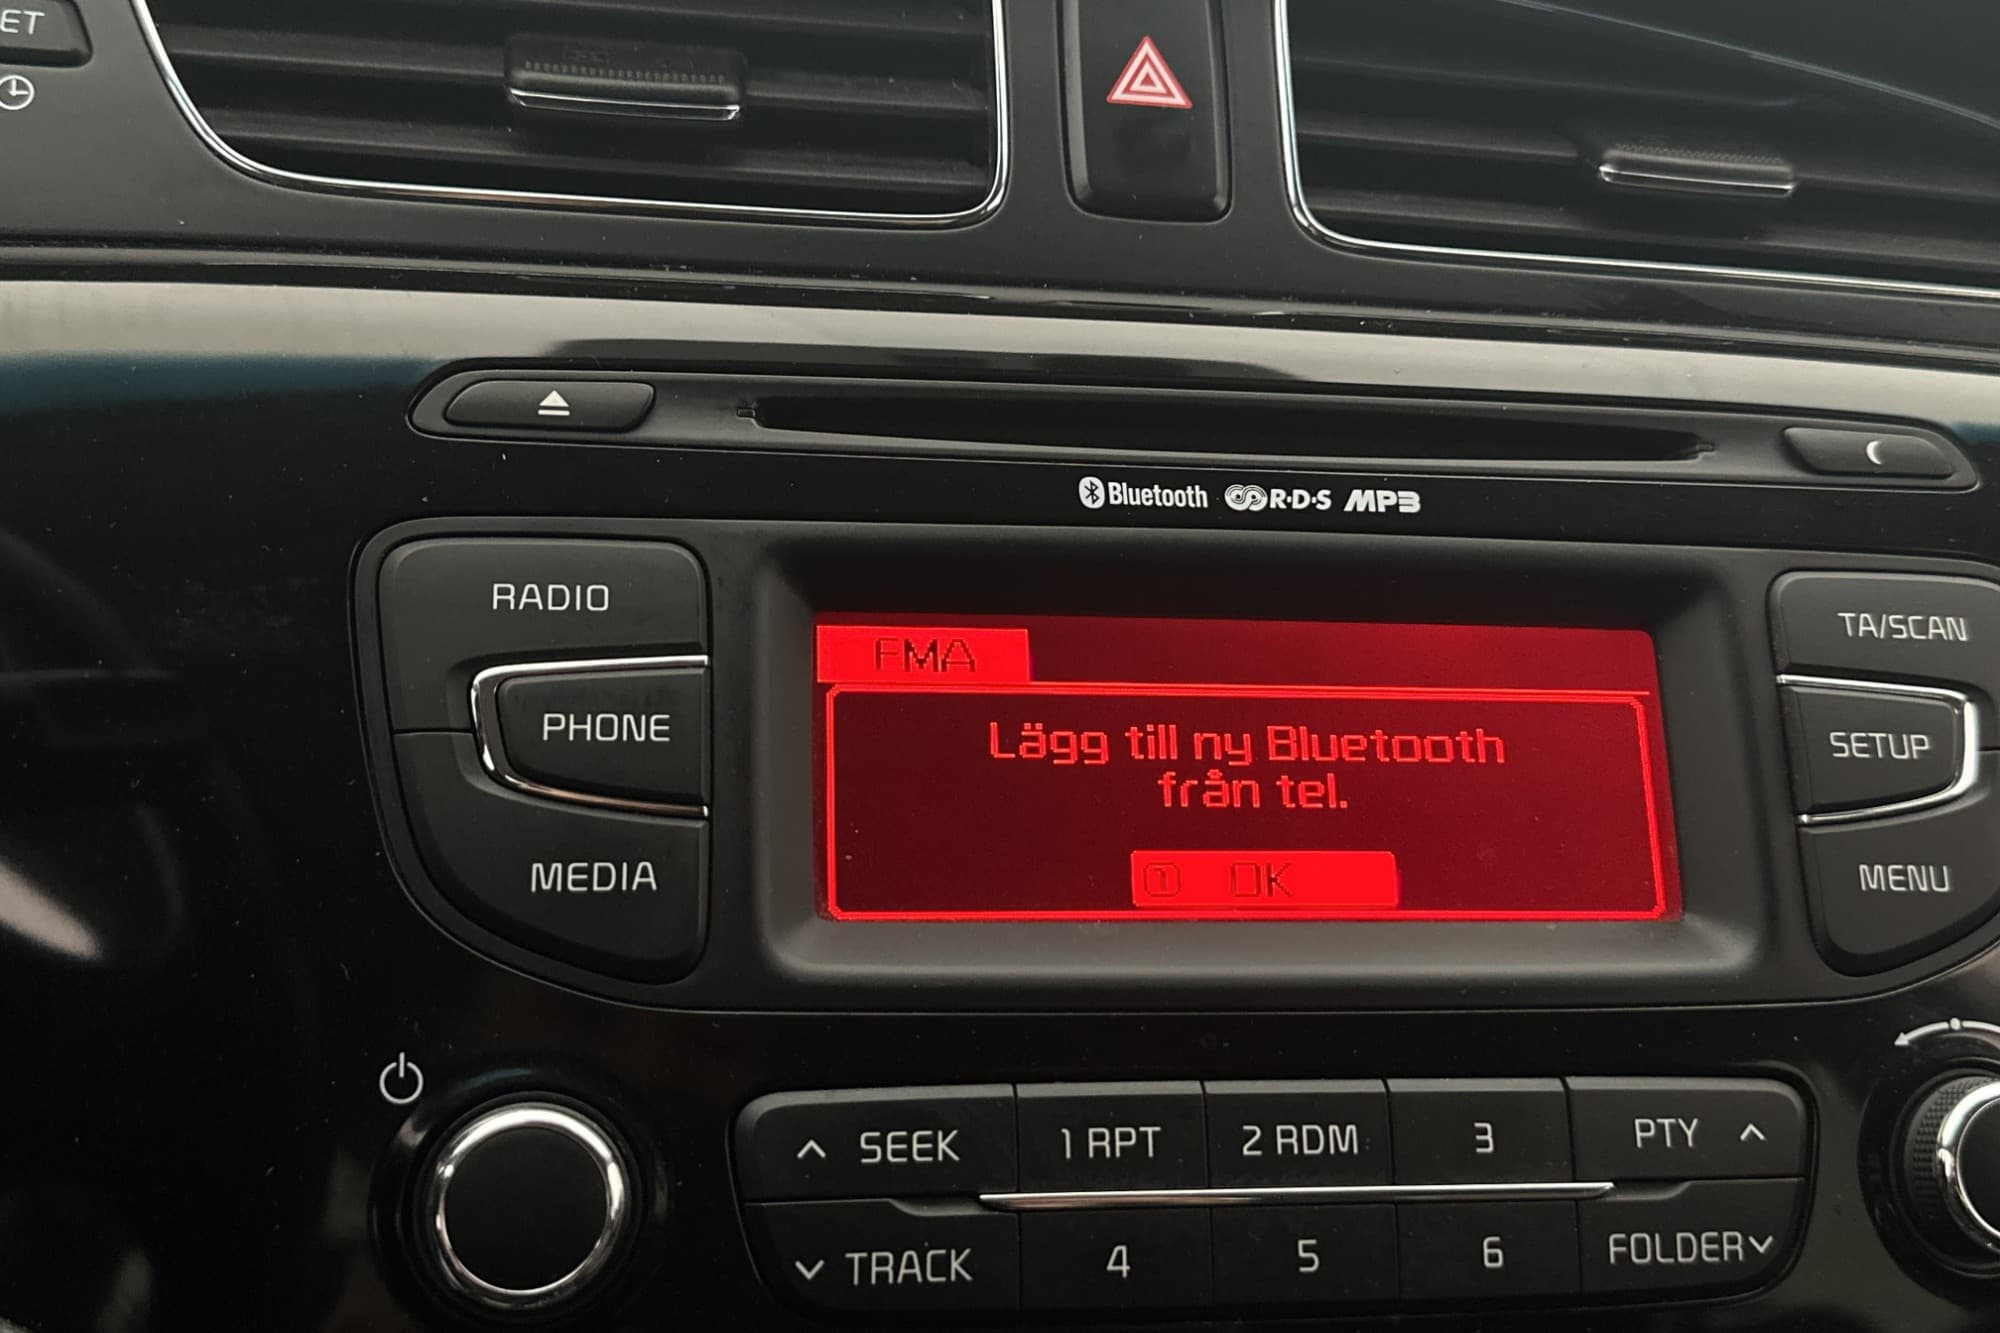 ET
Bluetooth R·D·S MP3
RADIO
PHONE
MEDIA
FMA
Lägg till ny Bluetooth
från tel.
1 OK
TA/SCAN
SETUP
MENU
SEEK 1 RPT 2 RDM 3 PTY
TRACK 4 5 6 FOLDER